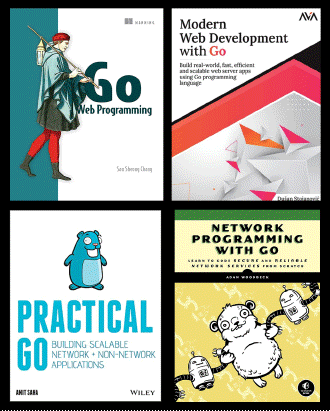 MANNING
Go
Web Programming
Sau Sheong Chang
AVA
Modern
Web Development
with Go
Build real-world, fast, efficient
and scalable web server apps
using Go programming
language
Dušan Stojanović
PRACTICAL
GO
BUILDING SCALABLE
NETWORK + NON-NETWORK
APPLICATIONS
AMIT SAHA
WILEY
NETWORK
PROGRAMMING
WITH GO
LEARN TO CODE SECURE AND RELIABLE
NETWORK SERVICES FROM SCRATCH
ADAM WOODBECK